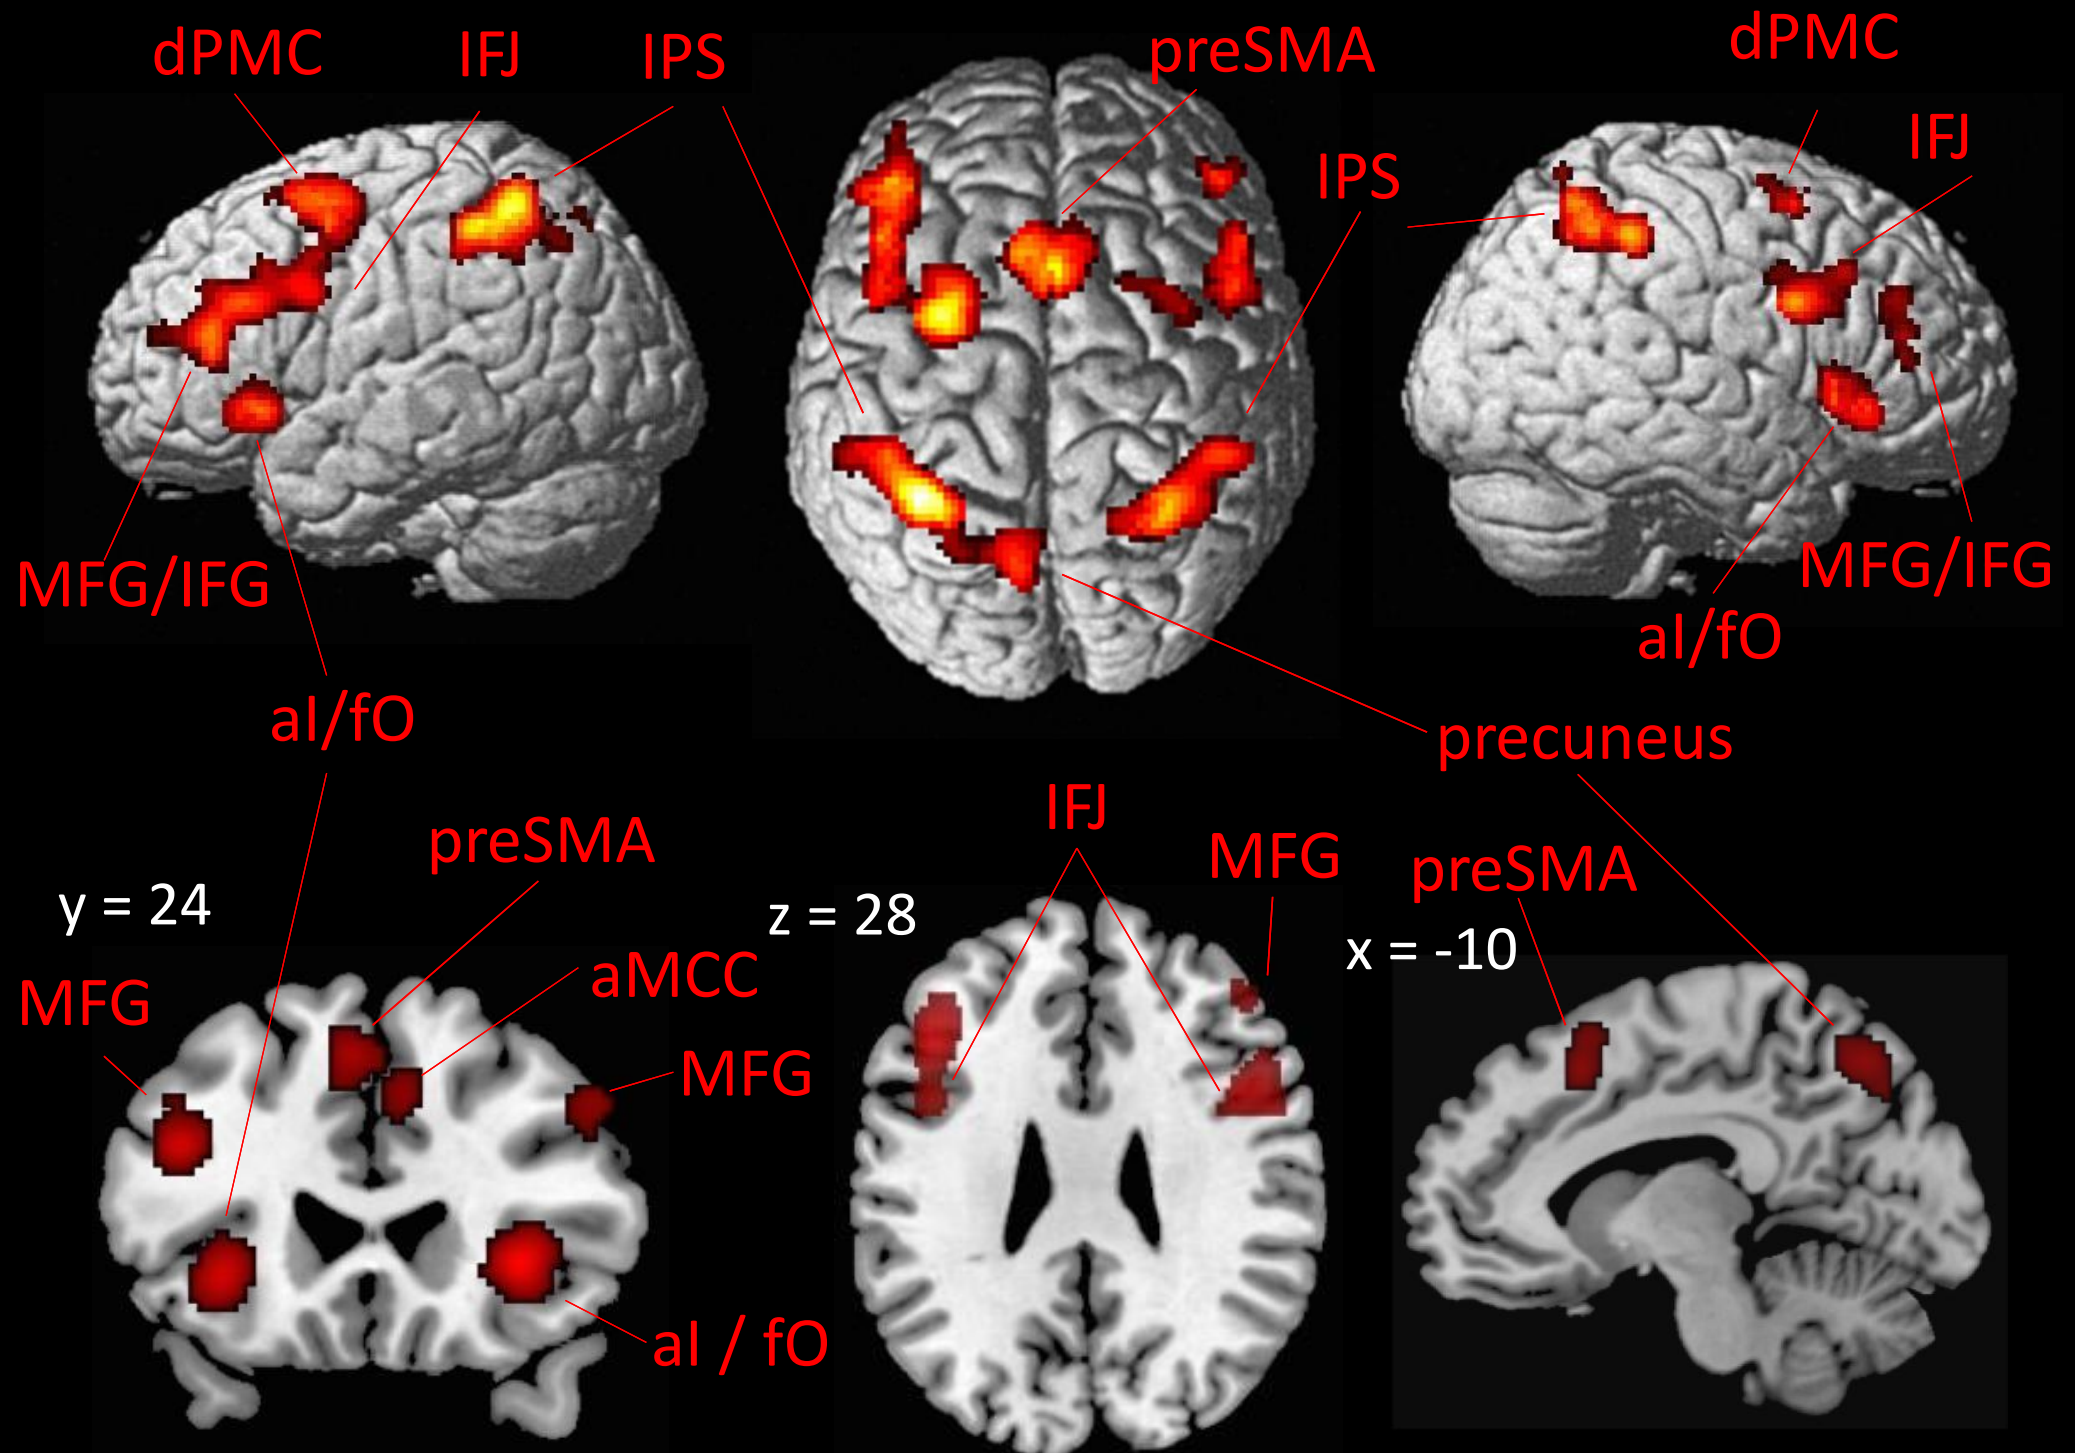 dPMC
IFJ
IPS
preSMA
dPMC
IFJ
IPS
MFG/IFG
aI/fO
MFG/IFG
aI/fO
precuneus
IFJ
preSMA
MFG
preSMA
y = 24
z = 28
x = -10
aMCC
MFG
MFG
aI / fO